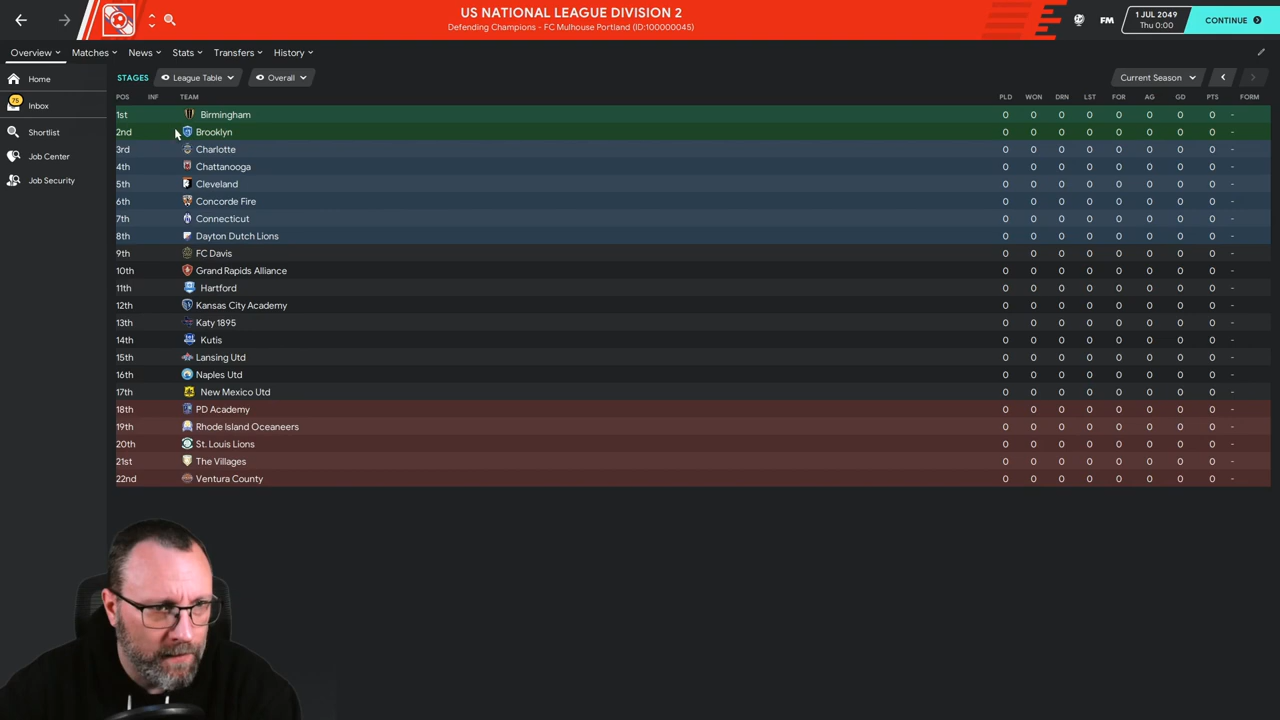 US NATIONAL LEAGUE DIVISION 2
Defending Champions - FC Mulhouse Portland (ID:100000045)
FM
1 JUL 2049
Thu 0:00
CONTINUE
Overview Matches News Stats Transfers History
Home
75
Inbox
Shortlist
Job Center
Job Security
STAGES League Table Overall Current Season
POS INF TEAM PLD WON DRN LST FOR AG GD PTS FORM
1st Birmingham 0 0 0 0 0 0 0 0 -
2nd Brooklyn 0 0 0 0 0 0 0 0 -
3rd Charlotte 0 0 0 0 0 0 0 0 -
4th Chattanooga 0 0 0 0 0 0 0 0 -
5th Cleveland 0 0 0 0 0 0 0 0 -
6th Concorde Fire 0 0 0 0 0 0 0 0 -
7th Connecticut 0 0 0 0 0 0 0 0 -
8th Dayton Dutch Lions 0 0 0 0 0 0 0 0 -
9th FC Davis 0 0 0 0 0 0 0 0 -
10th Grand Rapids Alliance 0 0 0 0 0 0 0 0 -
11th Hartford 0 0 0 0 0 0 0 0 -
12th Kansas City Academy 0 0 0 0 0 0 0 0 -
13th Katy 1895 0 0 0 0 0 0 0 0 -
14th Kutis 0 0 0 0 0 0 0 0 -
15th Lansing Utd 0 0 0 0 0 0 0 0 -
16th Naples Utd 0 0 0 0 0 0 0 0 -
17th New Mexico Utd 0 0 0 0 0 0 0 0 -
18th PD Academy 0 0 0 0 0 0 0 0 -
19th Rhode Island Oceaneers 0 0 0 0 0 0 0 0 -
20th St. Louis Lions 0 0 0 0 0 0 0 0 -
21st The Villages 0 0 0 0 0 0 0 0 -
22nd Ventura County 0 0 0 0 0 0 0 0 -